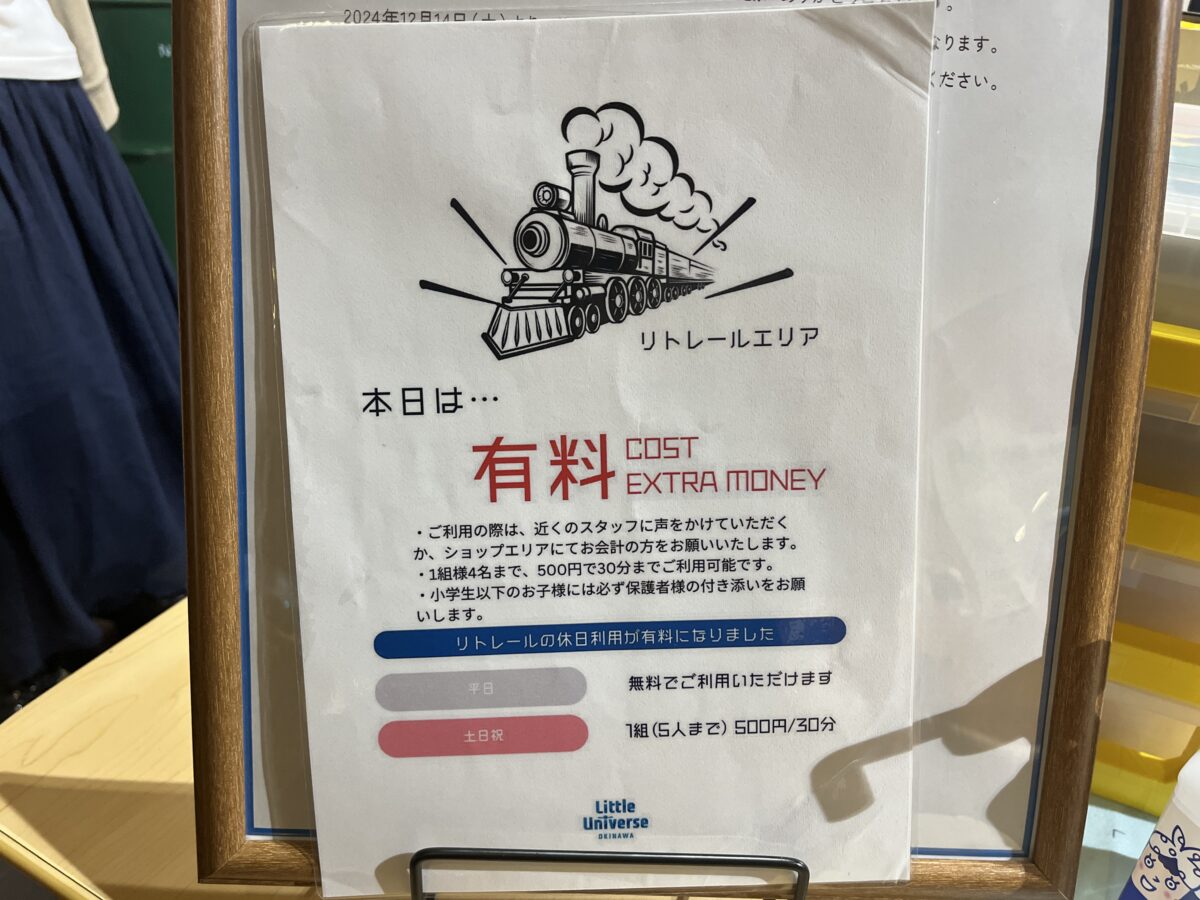 2024年12月14日(土)より
なります。
ください。
リトレールエリア
本日は…
有料 COST
EXTRA MONEY
・ご利用の際は、近くのスタッフに声をかけていただく
か、ショップエリアにてお会計の方をお願いいたします。
・1組様4名まで、500円で30分までご利用可能です。
・小学生以下のお子様には必ず保護者様の付き添いをお願
いします。
リトレールの休日利用が有料になりました
平日 無料でご利用いただけます
土日祝 1組(5人まで) 500円/30分
Little
Universe
OKINAWA